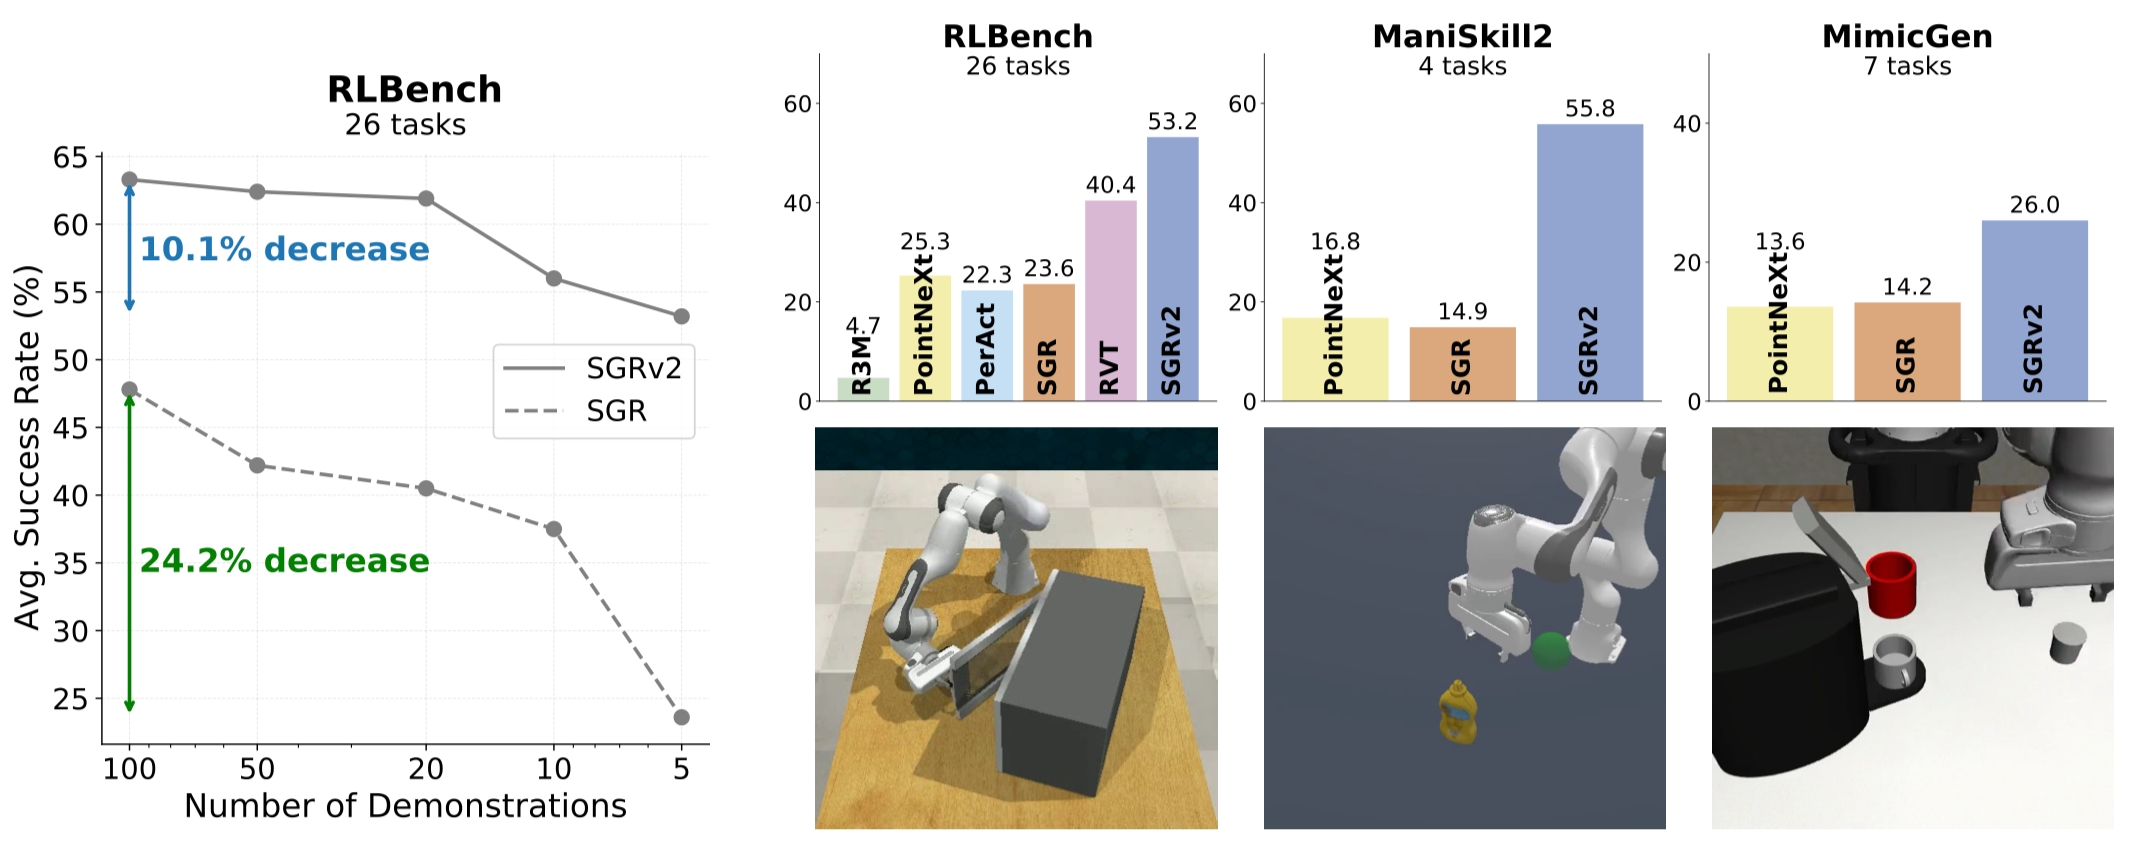 RLBench
26 tasks
Avg. Success Rate (%)
65
60
55
50
45
40
35
30
25
10.1% decrease
24.2% decrease
SGRv2
SGR
100 50 20 10 5
Number of Demonstrations
RLBench
26 tasks
60
40
20
0
4.7
25.3
22.3
23.6
40.4
53.2
R3M
PointNeXt
PerAct
SGR
RVT
SGRv2
ManiSkill2
4 tasks
60
40
20
0
16.8
14.9
55.8
PointNeXt
SGR
SGRv2
MimicGen
7 tasks
40
20
0
13.6
14.2
26.0
PointNeXt
SGR
SGRv2